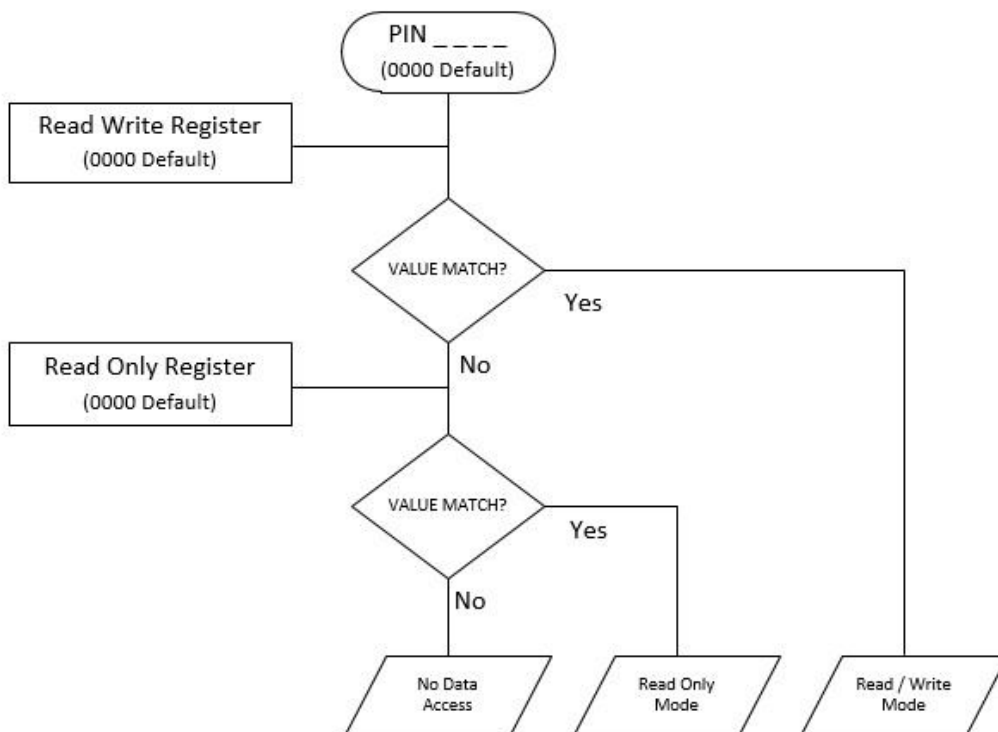 PIN _ _ _ _
(0000 Default)
Read Write Register
(0000 Default)
VALUE MATCH?
Yes
No
Read Only Register
(0000 Default)
VALUE MATCH?
Yes
No
No Data
Access
Read Only
Mode
Read / Write
Mode